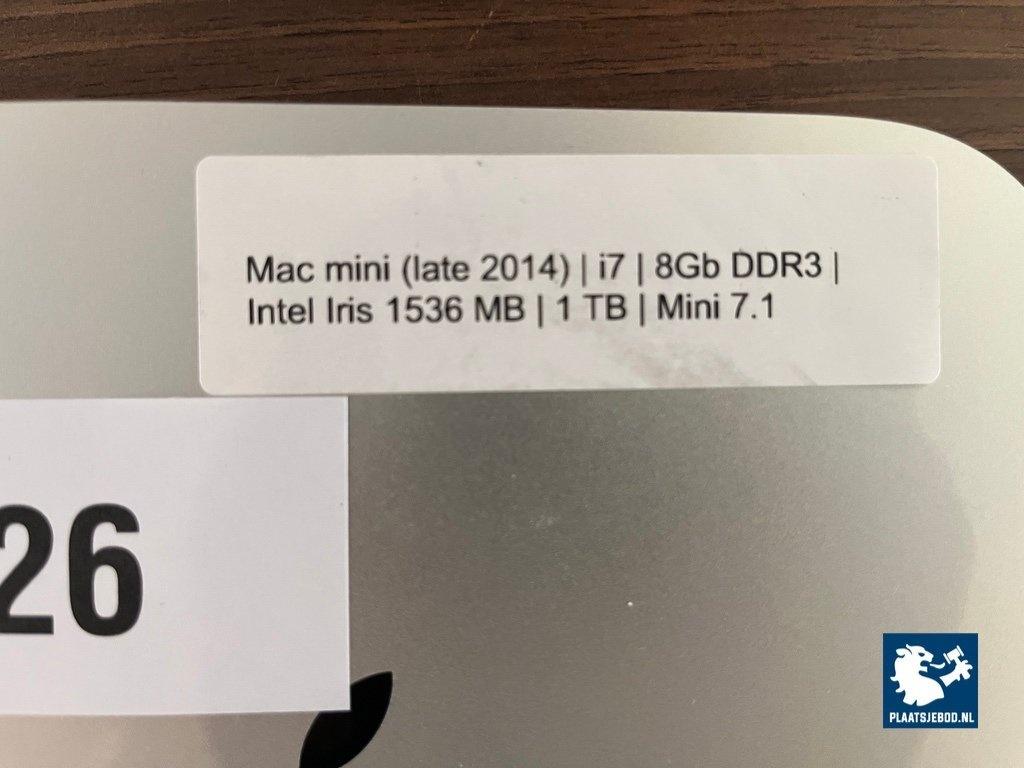 Mac mini (late 2014) | i7 | 8Gb DDR3 |
Intel Iris 1536 MB | 1 TB | Mini 7.1
26
PLAATSJEBOD.NL